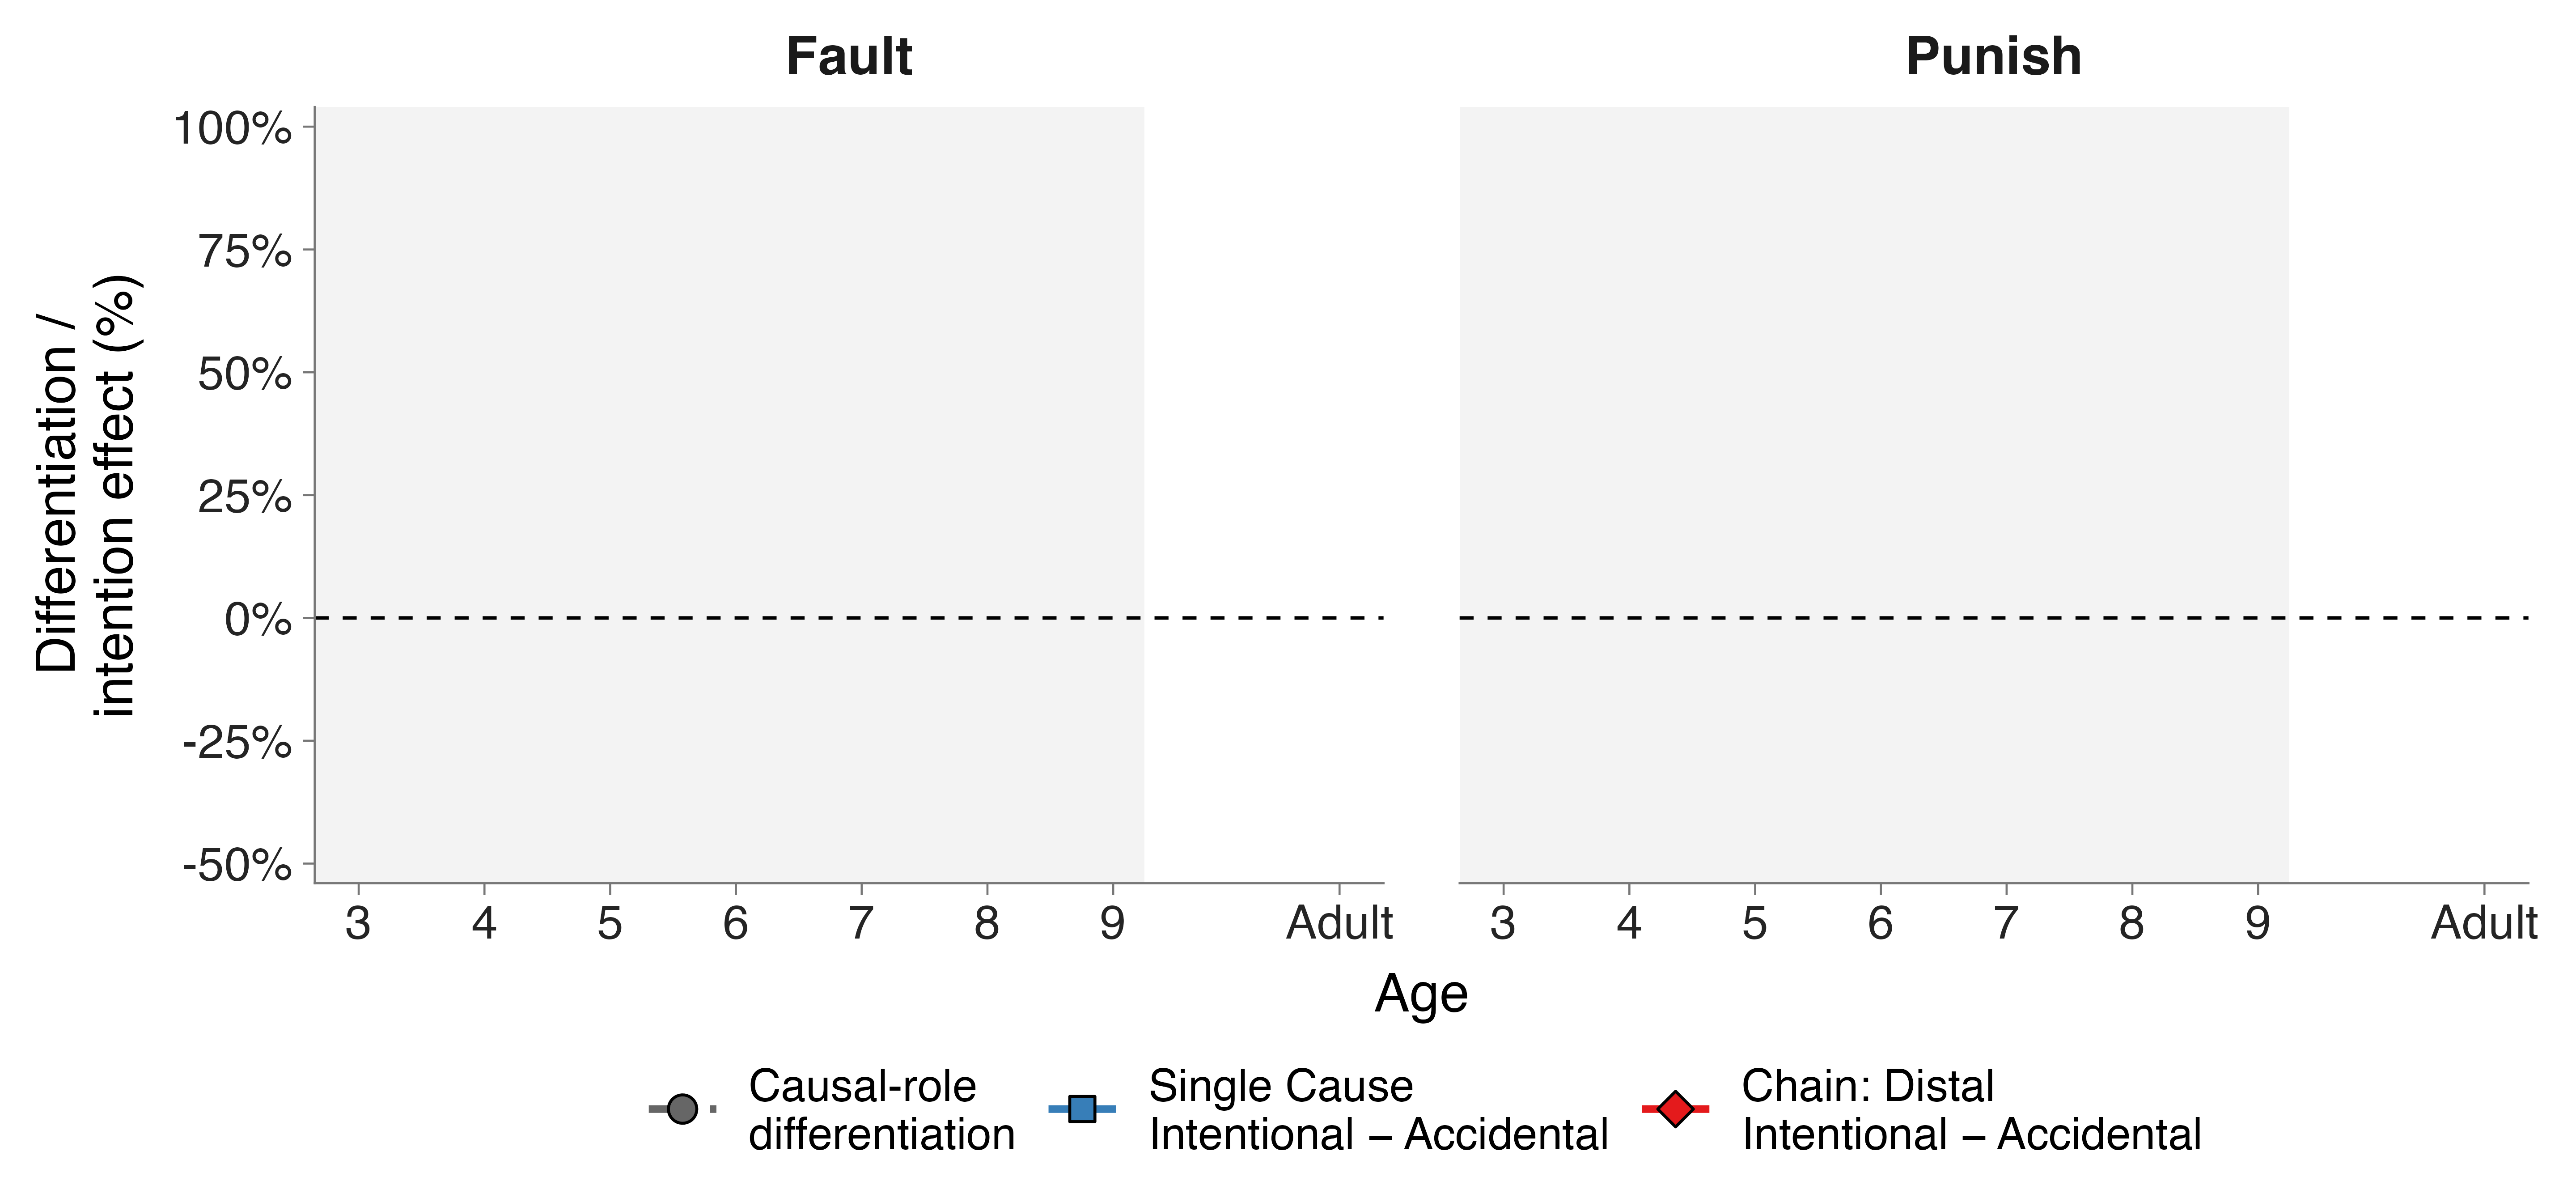 Fault
Punish
Differentiation /
intention effect (%)
100%
75%
50%
25%
0%
-25%
-50%
3 4 5 6 7 8 9 Adult
3 4 5 6 7 8 9 Adult
Age
Causal-role
differentiation
Single Cause
Intentional – Accidental
Chain: Distal
Intentional – Accidental